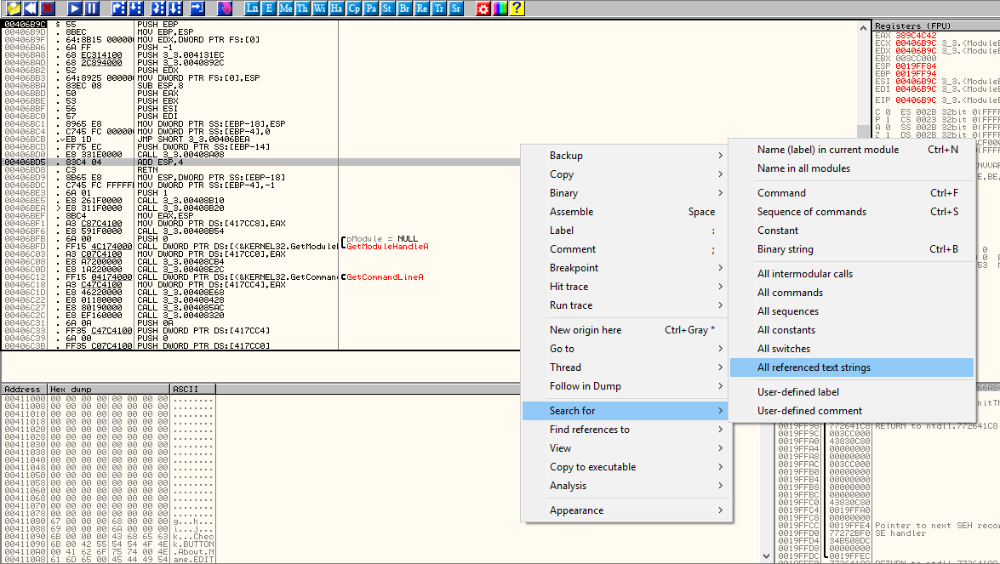 Ln E Me Th Wi Ha Cp Pa St Br Re Tr Sr ?
00406B9C $ 55 PUSH EBP
00406B9D . 8BEC MOV EBP,ESP
00406B9F . 64:8B15 000000 MOV EDX,DWORD PTR FS:[0]
00406BA6 . 6A FF PUSH -1
00406BA8 . 68 EC314100 PUSH 3_3.004131EC
00406BAD . 68 2C894000 PUSH 3_3.0040892C
00406BB2 . 52 PUSH EDX
00406BB3 . 64:8925 000000 MOV DWORD PTR FS:[0],ESP
00406BBA . 83EC 08 SUB ESP,8
00406BBD . 50 PUSH EAX
00406BBE . 53 PUSH EBX
00406BBF . 56 PUSH ESI
00406BC0 . 57 PUSH EDI
00406BC1 . 8965 E8 MOV DWORD PTR SS:[EBP-18],ESP
00406BC4 . C745 FC 00000 MOV DWORD PTR SS:[EBP-4],0
00406BCB . EB 1D JMP SHORT 3_3.00406BEA
00406BCD . FF75 EC PUSH DWORD PTR SS:[EBP-14]
00406BD0 . E8 331E0000 CALL 3_3.00408A08
00406BD5 . 83C4 04 ADD ESP,4
00406BD8 . C3 RETN
00406BD9 . 8B65 E8 MOV ESP,DWORD PTR SS:[EBP-18]
00406BDC . C745 FC FFFFF MOV DWORD PTR SS:[EBP-4],-1
00406BE3 . 6A 01 PUSH 1
00406BE5 . E8 261F0000 CALL 3_3.00408B10
00406BEA > E8 311F0000 CALL 3_3.00408B20
00406BEF . 8BC4 MOV EAX,ESP
00406BF1 . A3 C87C4100 MOV DWORD PTR DS:[417CC8],EAX
00406BF6 . E8 591F0000 CALL 3_3.00408B54
00406BFB . 6A 00 PUSH 0 pModule = NULL
00406BFD . FF15 4C174000 CALL DWORD PTR DS:[<&KERNEL32.GetModule GetModuleHandleA
00406C03 . A3 C07C4100 MOV DWORD PTR DS:[417CC0],EAX
00406C08 . E8 A7200000 CALL 3_3.00408CB4
00406C0D . E8 1A220000 CALL 3_3.00408E2C
00406C12 . FF15 04174000 CALL DWORD PTR DS:[<&KERNEL32.GetComman GetCommandLineA
00406C18 . A3 C47C4100 MOV DWORD PTR DS:[417CC4],EAX
00406C1D . E8 46220000 CALL 3_3.00408E68
00406C22 . E8 01180000 CALL 3_3.00408428
00406C27 . E8 80190000 CALL 3_3.004085AC
00406C2C . E8 EF160000 CALL 3_3.00408320
00406C31 . 6A 0A PUSH 0A
00406C33 . FF35 C47C4100 PUSH DWORD PTR DS:[417CC4]
00406C39 . 6A 00 PUSH 0
00406C3B . FF35 C07C4100 PUSH DWORD PTR DS:[417CC0]
Registers (FPU)
EAX 389C4C42
ECX 00406B9C 3_3.<ModuleE
EDX 00406B9C 3_3.<ModuleE
EBX 003CC000
ESP 0019FF84
EBP 0019FF94
ESI 00406B9C 3_3.<ModuleE
EDI 00406B9C 3_3.<ModuleE
EIP 00406B9C 3_3.<ModuleE
C 0 ES 002B 32bit 0(FFFF
P 1 CS 0023 32bit 0(FFFF
A 0 SS 002B 32bit 0(FFFF
Z 1 DS 002B 32bit 0(FFFF
Backup
Copy
Binary
Assemble Space
Label :
Comment ;
Breakpoint
Hit trace
Run trace
New origin here Ctrl+Gray *
Go to
Thread
Follow in Dump
Search for
Find references to
View
Copy to executable
Analysis
Appearance
Name (label) in current module Ctrl+N
Name in all modules
Command Ctrl+F
Sequence of commands Ctrl+S
Constant
Binary string Ctrl+B
All intermodular calls
All commands
All sequences
All constants
All switches
All referenced text strings
User-defined label
User-defined comment
Address Hex dump ASCII
00411000 00 00 00 00 00 00 00 00 ........
00411008 00 00 00 00 00 00 00 00 ........
00411010 00 00 00 00 00 00 00 00 ........
00411018 00 00 00 00 00 00 00 00 ........
00411020 00 00 00 00 00 00 00 00 ........
00411028 00 00 00 00 00 00 00 00 ........
00411030 00 00 00 00 00 00 00 00 ........
00411038 00 00 00 00 00 00 00 00 ........
00411040 00 00 00 00 00 00 00 00 ........
00411048 00 00 00 00 00 00 00 00 ........
00411050 00 00 00 00 00 00 00 00 ........
00411058 00 00 00 00 00 00 00 00 ........
00411060 00 00 00 00 00 00 00 00 ........
00411068 00 00 00 00 00 00 00 00 ........
00411070 00 00 00 00 00 00 00 00 ........
00411078 00 00 00 00 00 00 00 00 ........
00411080 67 00 00 00 68 00 00 00 g...h...
00411088 69 00 00 00 6A 00 00 00 i...j...
00411090 6B 00 00 00 43 68 65 63 k...Chec
00411098 6B 00 42 55 54 54 4F 4E k.BUTTON
004110A0 00 41 62 6F 75 74 00 4E .About.N
004110A8 61 6D 65 00 45 44 49 54 ame.EDIT
0019FF98 772641C8 RETURN to ntdll.772641C8
0019FF9C 003CC000
0019FFA0 43830C80
0019FFA4 00000000
0019FFA8 00000000
0019FFAC 003CC000
0019FFB0 00000000
0019FFB4 00000000
0019FFB8 00000000
0019FFBC 00000000
0019FFC0 43830C80
0019FFC4 0019FFA0
0019FFC8 00000000
0019FFCC 0019FFE4 Pointer to next SEH recor
0019FFD0 77272BF0 SE handler
0019FFD4 34B508DC
0019FFD8 00000000
0019FFDC 0019FFEC